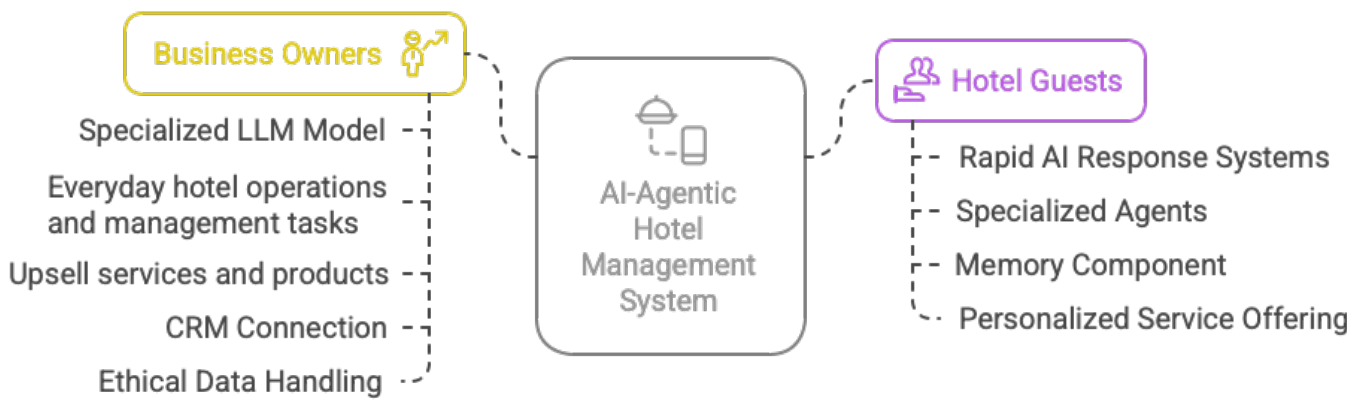 Business Owners
Specialized LLM Model
Everyday hotel operations
and management tasks
Upsell services and products
CRM Connection
Ethical Data Handling
AI-Agentic
Hotel
Management
System
Hotel Guests
Rapid AI Response Systems
Specialized Agents
Memory Component
Personalized Service Offering